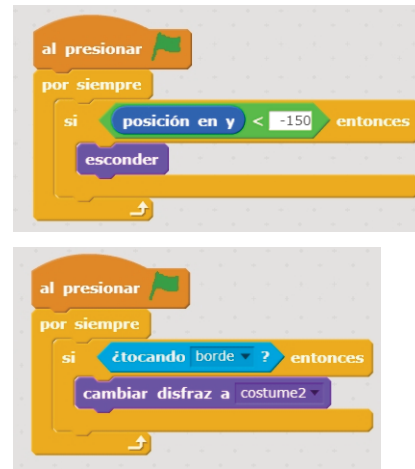 al presionar
por siempre
si posición en y < -150 entonces
esconder
al presionar
por siempre
si ¿tocando borde ? entonces
cambiar disfraz a costume2